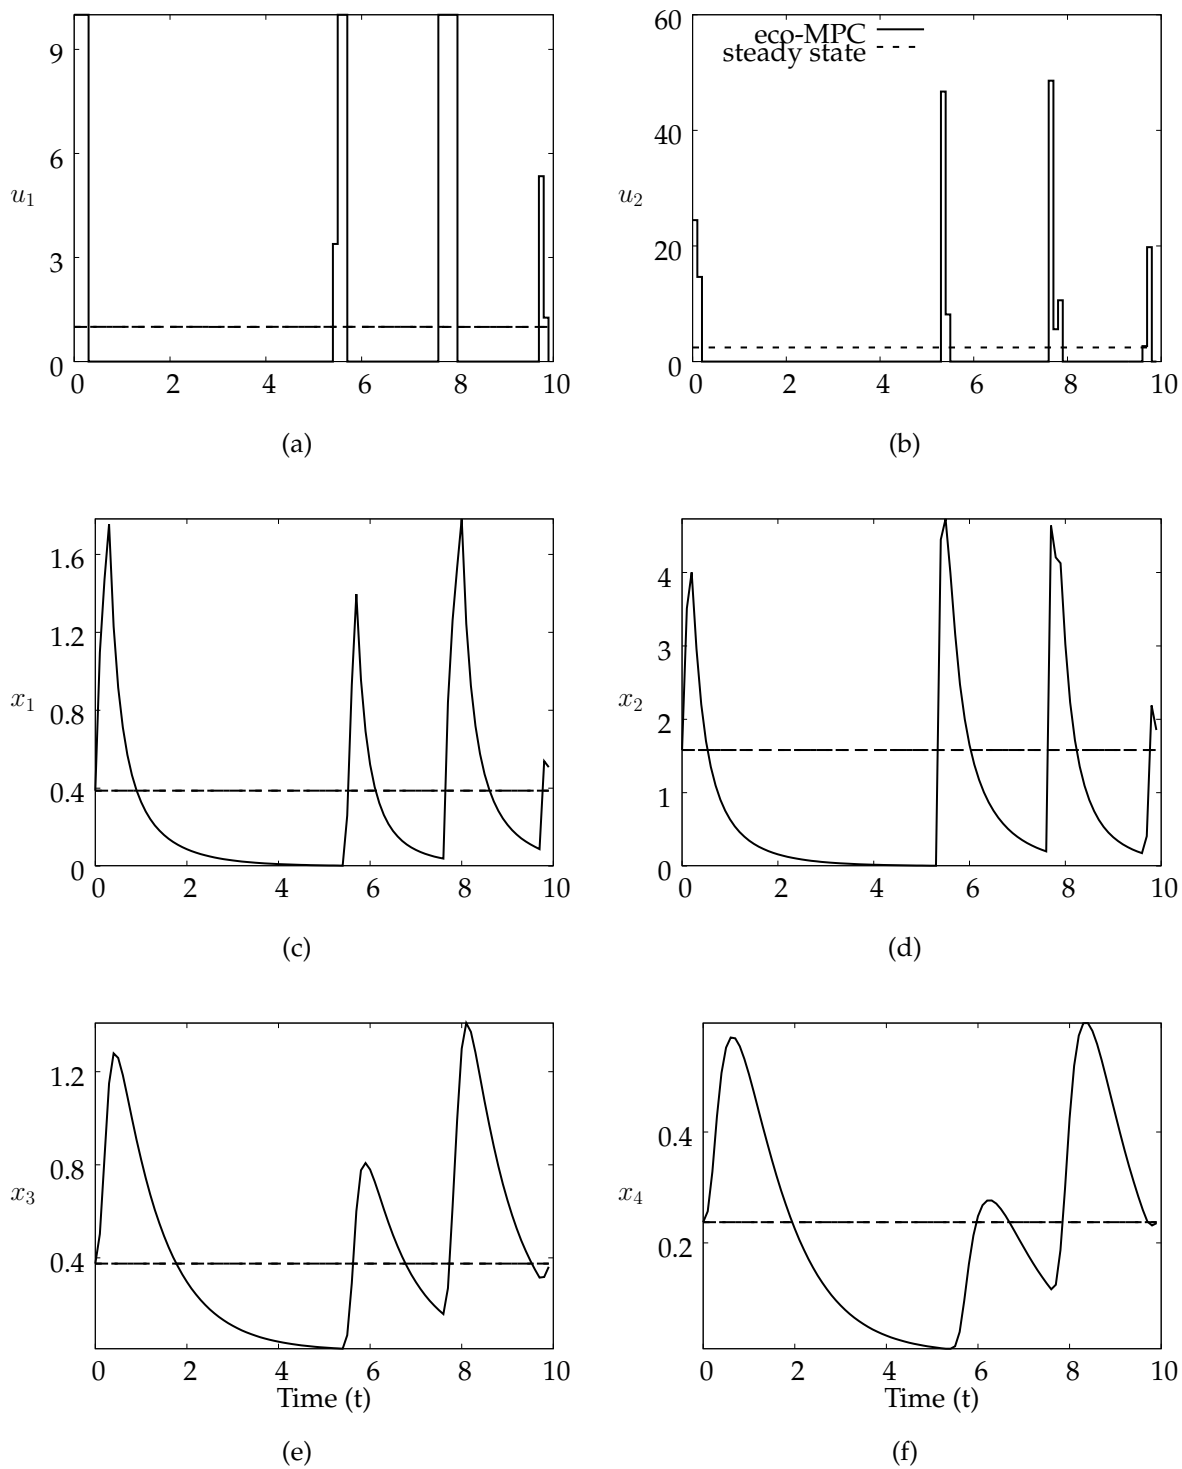 9
6
u₁
3
0
0 2 4 6 8 10
(a)
60
eco-MPC
steady state
40
u₂
20
0
0 2 4 6 8 10
(b)
1.6
1.2
x₁
0.8
0.4
0
0 2 4 6 8 10
(c)
4
3
x₂
2
1
0
0 2 4 6 8 10
(d)
1.2
0.8
x₃
0.4
0 2 4 6 8 10
Time (t)
(e)
0.4
x₄
0.2
0 2 4 6 8 10
Time (t)
(f)